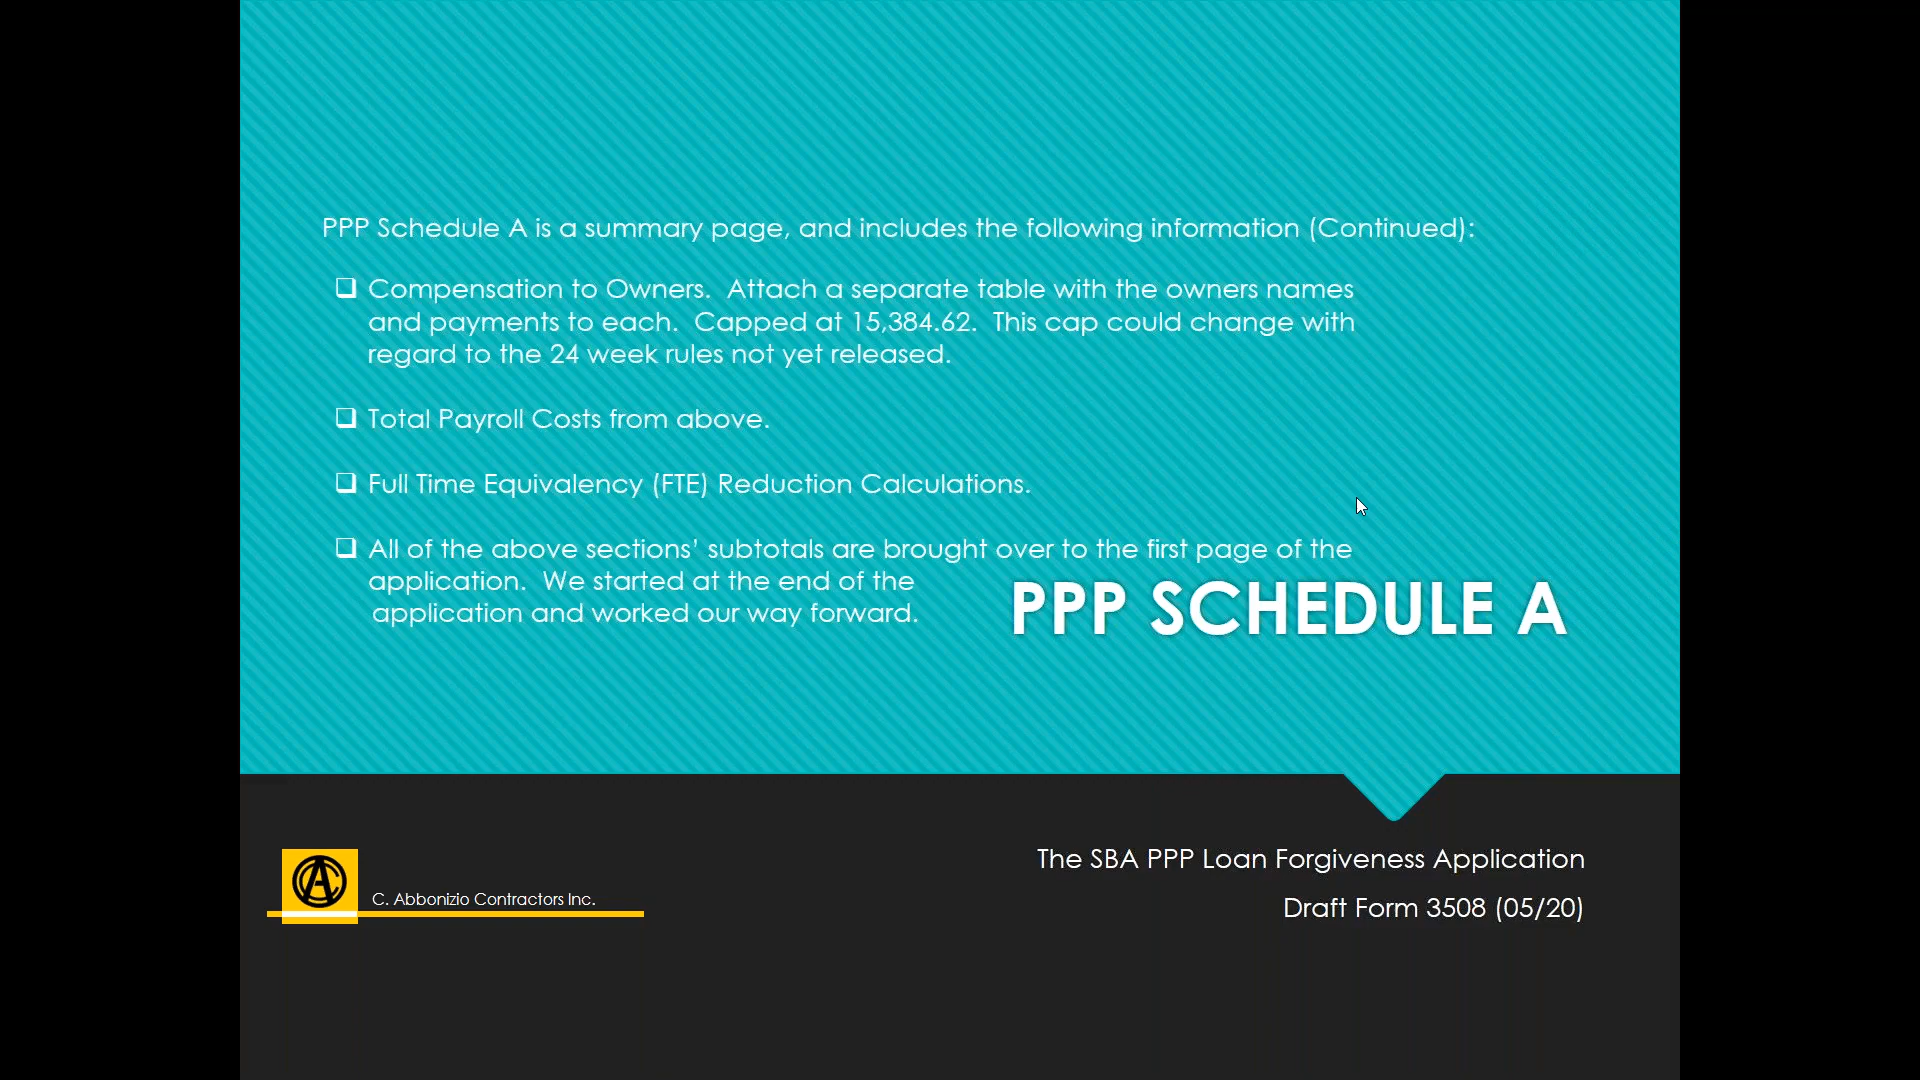 PPP Schedule A is a summary page, and includes the following information (Continued):
Compensation to Owners.  Attach a separate table with the owners names
and payments to each.  Capped at 15,384.62.  This cap could change with
regard to the 24 week rules not yet released.
Total Payroll Costs from above.
Full Time Equivalency (FTE) Reduction Calculations.
All of the above sections’ subtotals are brought over to the first page of the
application.  We started at the end of the
application and worked our way forward.
PPP SCHEDULE A
The SBA PPP Loan Forgiveness Application
Draft Form 3508 (05/20)
C. Abbonizio Contractors Inc.